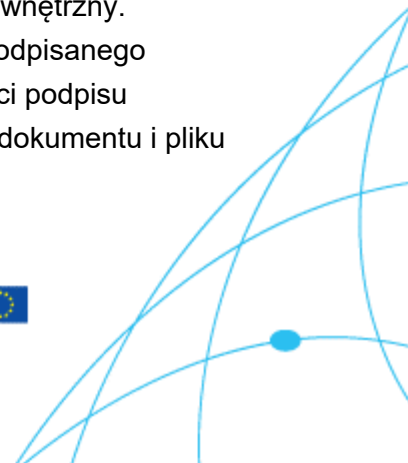 wnętrzny.
odpisanego
ci podpisu
dokumentu i pliku